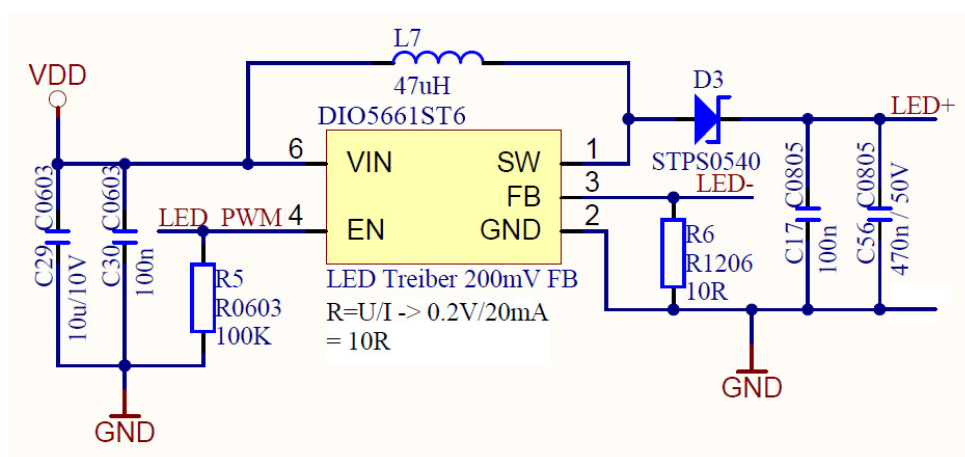 L7
47uH
VDD
DIO5661ST6
D3
STPS0540
LED+
6
VIN
SW
1
FB
3
LED-
LED_PWM
4
EN
GND
2
C29
C0603
10u/10V
C30
C0603
100n
R5
R0603
100K
LED Treiber 200mV FB
R=U/I -> 0.2V/20mA
= 10R
R6
R1206
10R
C17
C0805
100n
C56
C0805
470n/ 50V
GND
GND